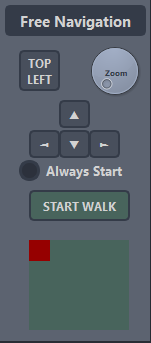 Free Navigation
TOP
LEFT
Zoom
Always Start
START WALK